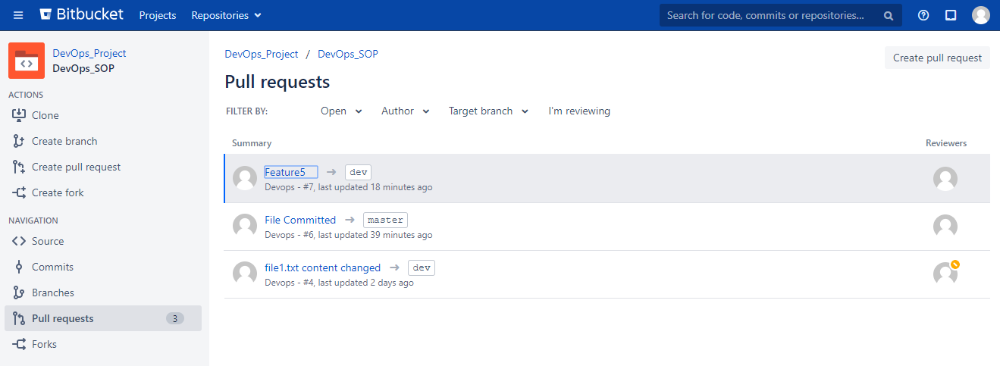 Bitbucket Projects Repositories Search for code, commits or repositories...
DevOps_Project
DevOps_SOP
ACTIONS
Clone
Create branch
Create pull request
Create fork
NAVIGATION
Source
Commits
Branches
Pull requests 3
Forks
DevOps_Project / DevOps_SOP
Create pull request
Pull requests
FILTER BY: Open Author Target branch I'm reviewing
Summary Reviewers
Feature5 → dev
Devops - #7, last updated 18 minutes ago
File Committed → master
Devops - #6, last updated 39 minutes ago
file1.txt content changed → dev
Devops - #4, last updated 2 days ago